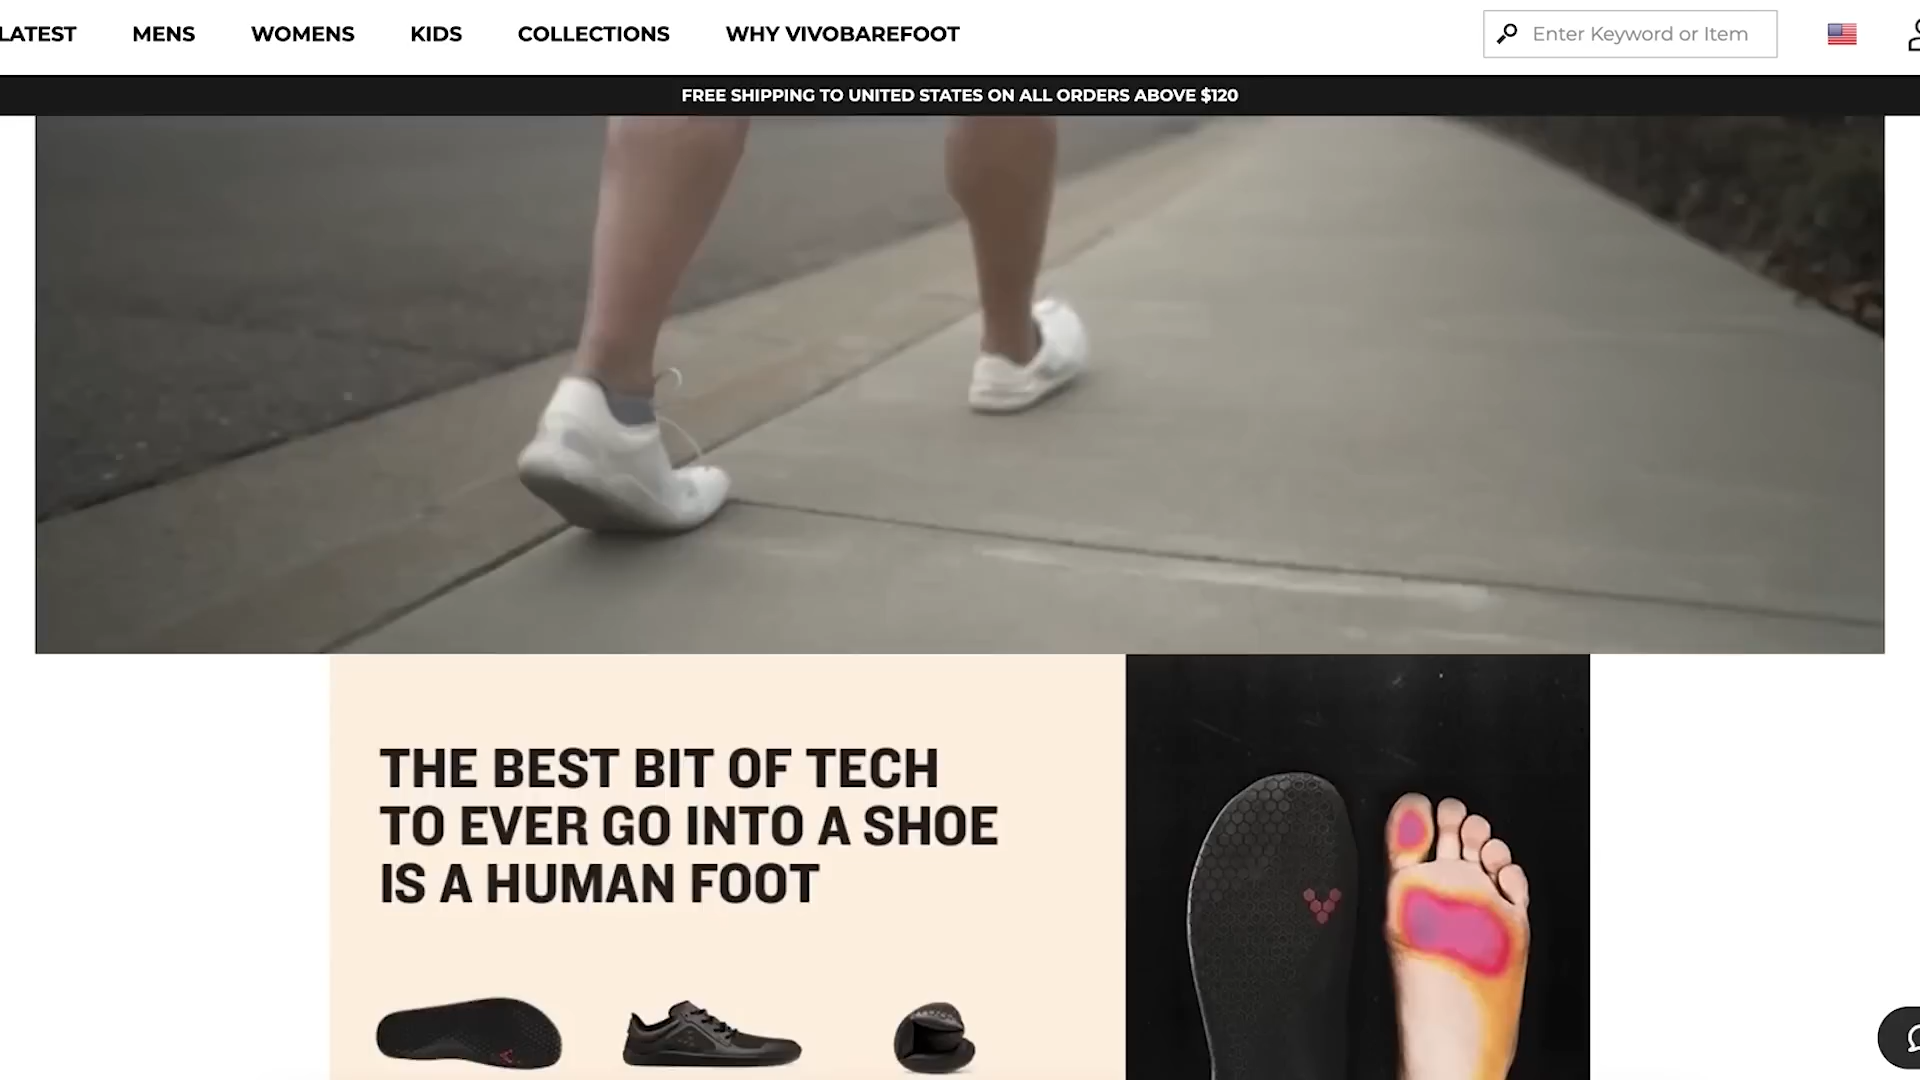 LATEST
MENS
WOMENS
KIDS
COLLECTIONS
WHY VIVOBAREFOOT
Enter Keyword or Item
FREE SHIPPING TO UNITED STATES ON ALL ORDERS ABOVE $120
THE BEST BIT OF TECH
TO EVER GO INTO A SHOE
IS A HUMAN FOOT